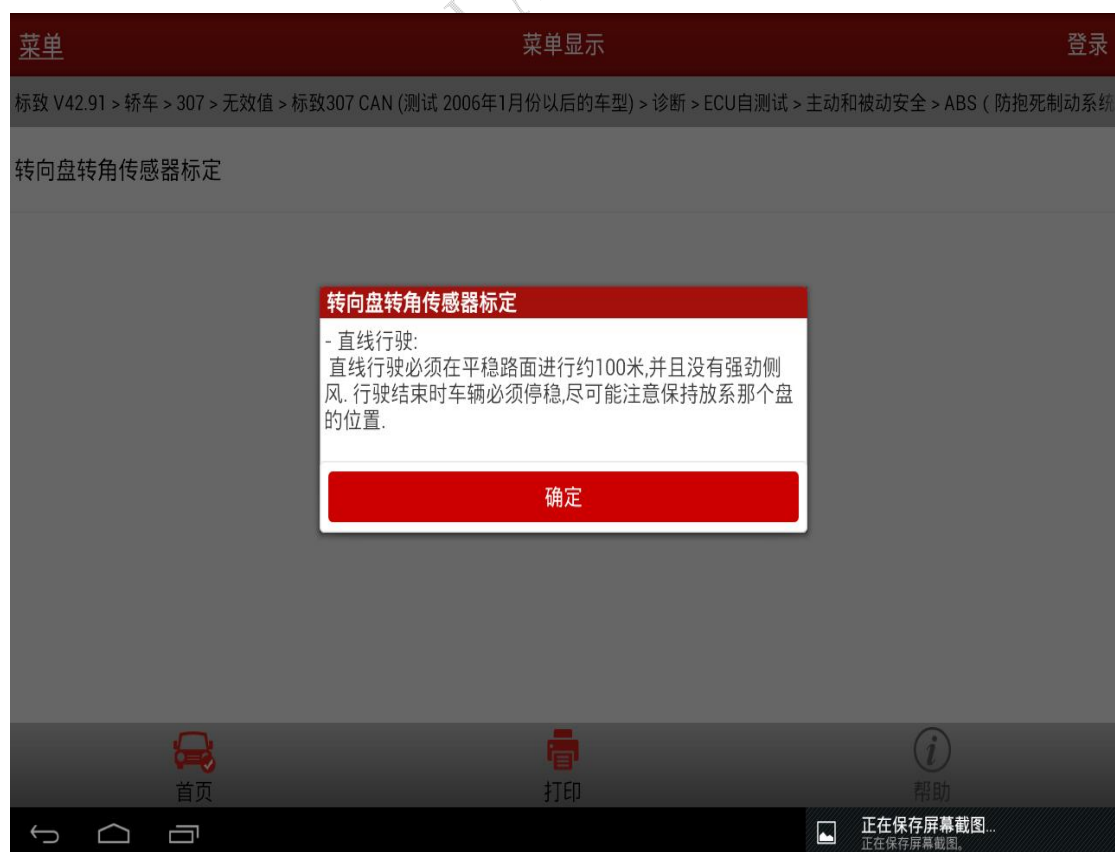 菜单
菜单显示
登录
标致 V42.91 > 轿车 > 307 > 无效值 > 标致307 CAN (测试 2006年1月份以后的车型) > 诊断 > ECU自测试 > 主动和被动安全 > ABS ( 防抱死制动系统
转向盘转角传感器标定
转向盘转角传感器标定
- 直线行驶:
直线行驶必须在平稳路面进行约100米,并且没有强劲侧
风. 行驶结束时车辆必须停稳,尽可能注意保持放系那个盘
的位置.
确定
首页
打印
帮助
正在保存屏幕截图...
正在保存屏幕截图。